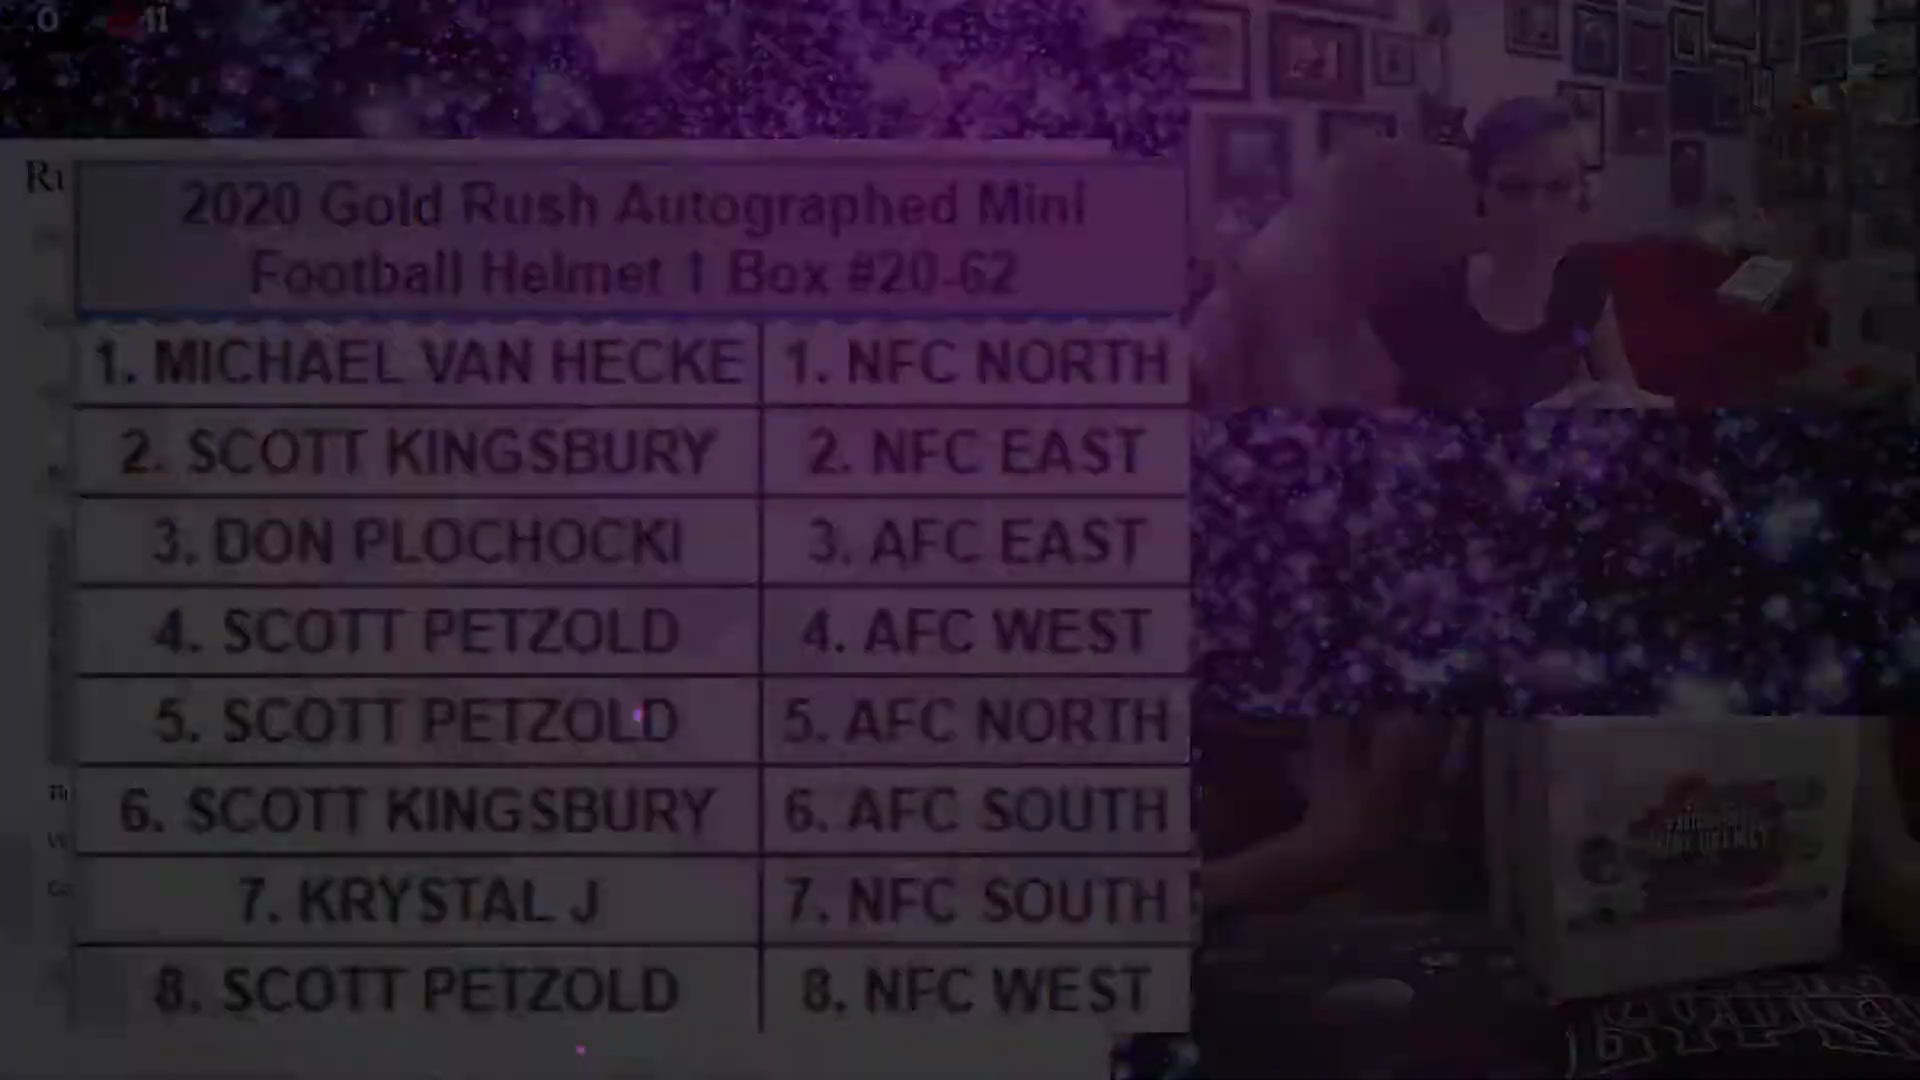 0 11
Ru
2020 Gold Rush Autographed Mini
Football Helmet 1 Box #20-62
1. MICHAEL VAN HECKE 1. NFC NORTH
2. SCOTT KINGSBURY 2. NFC EAST
3. DON PLOCHOCKI 3. AFC EAST
4. SCOTT PETZOLD 4. AFC WEST
5. SCOTT PETZOLD 5. AFC NORTH
6. SCOTT KINGSBURY 6. AFC SOUTH
7. KRYSTAL J 7. NFC SOUTH
8. SCOTT PETZOLD 8. NFC WEST